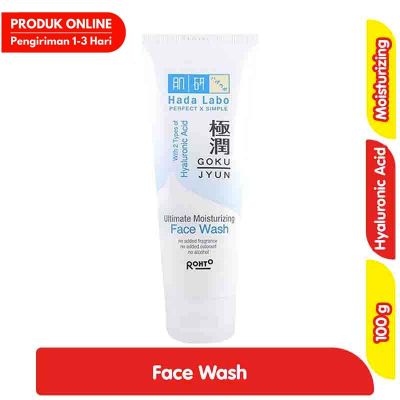 PRODUK ONLINE
Pengiriman 1-3 Hari
肌研
Hada Labo
PERFECT X SIMPLE
With 2 Types of
Hyaluronic Acid
極潤
GOKU
JYUN
Ultimate Moisturizing
Face Wash
no added fragrance
no added colorant
no alcohol
ROHTO
Moisturizing
Hyaluronic Acid
100g
Face Wash